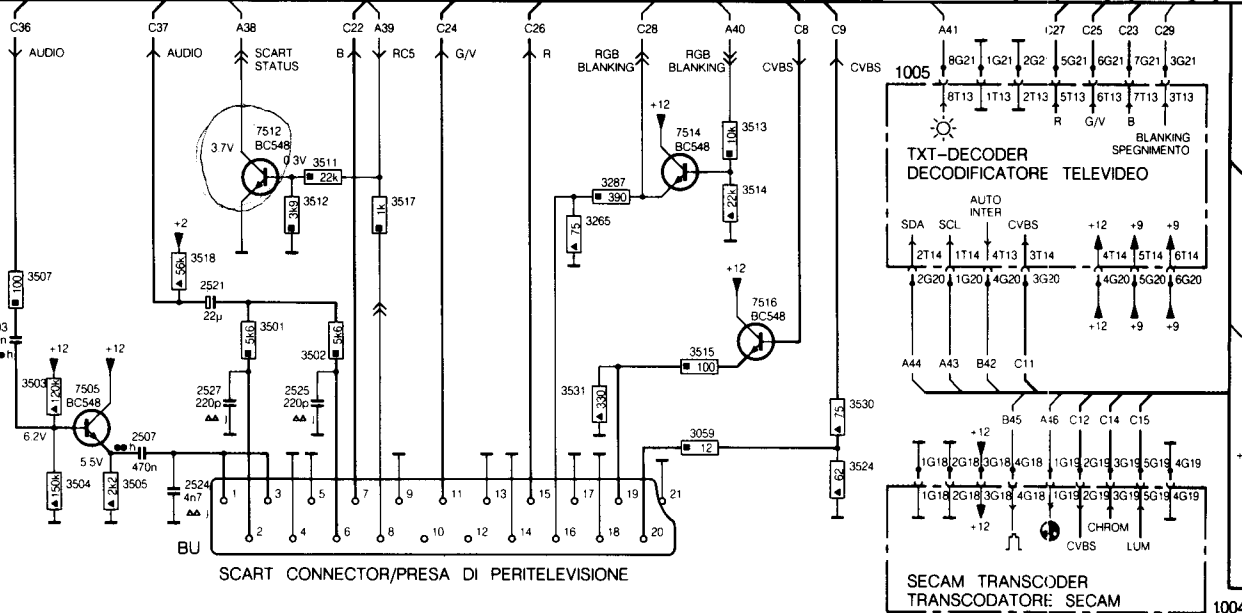 C36 C37 A38 C22 A39 C24 C26 C28 A40 C8 C9 A41 C27 C25 C23 C29
AUDIO AUDIO SCART STATUS B RC5 G/V R RGB BLANKING RGB BLANKING CVBS CVBS
8G21 1G21 2G21 5G21 6G21 7G21 3G21
1005
8T13 1T13 2T13 5T13 6T13 7T13 3T13
R G/V B
BLANKING
SPEGNIMENTO
TXT-DECODER
DECODIFICATORE TELEVIDEO
AUTO
INTER
SDA SCL CVBS +12 +9 +9
2T14 1T14 4T13 3T14 4T14 5T14 6T14
2G20 1G20 4G20 3G20 4G20 5G20 6G20
+12 +9 +9
A44 A43 B42 C11
7512
BC548
3.7V
0.3V
3511
22k
3512
3k9
3517
1k
+12
7514
BC548
3513
10k
3514
22k
3287
390
3265
75
+2
3518
56k
2521
22µ
3507
100
+12
7516
BC548
3501
5k6
3502
5k6
3515
100
3531
330
3530
75
3059
12
3524
62
03
n
h
+12 +12
3503
120k
7505
BC548
6.2V
5.5V
h
2507
470n
3504
150k
3505
2k2
2524
4n7
2527
220p
2525
220p
1 3 5 7 9 11 13 15 17 19 21
2 4 6 8 10 12 14 16 18 20
BU
SCART CONNECTOR/PRESA DI PERITELEVISIONE
B45 A46 C12 C14 C15
+12
1G18 2G18 3G18 4G18 1G19 2G19 3G19 5G19 4G19
1G18 2G18 3G18 4G18 1G19 2G19 3G19 5G19 4G19
+12
CHROM
CVBS LUM
SECAM TRANSCODER
TRANSCODATORE SECAM
1004
+